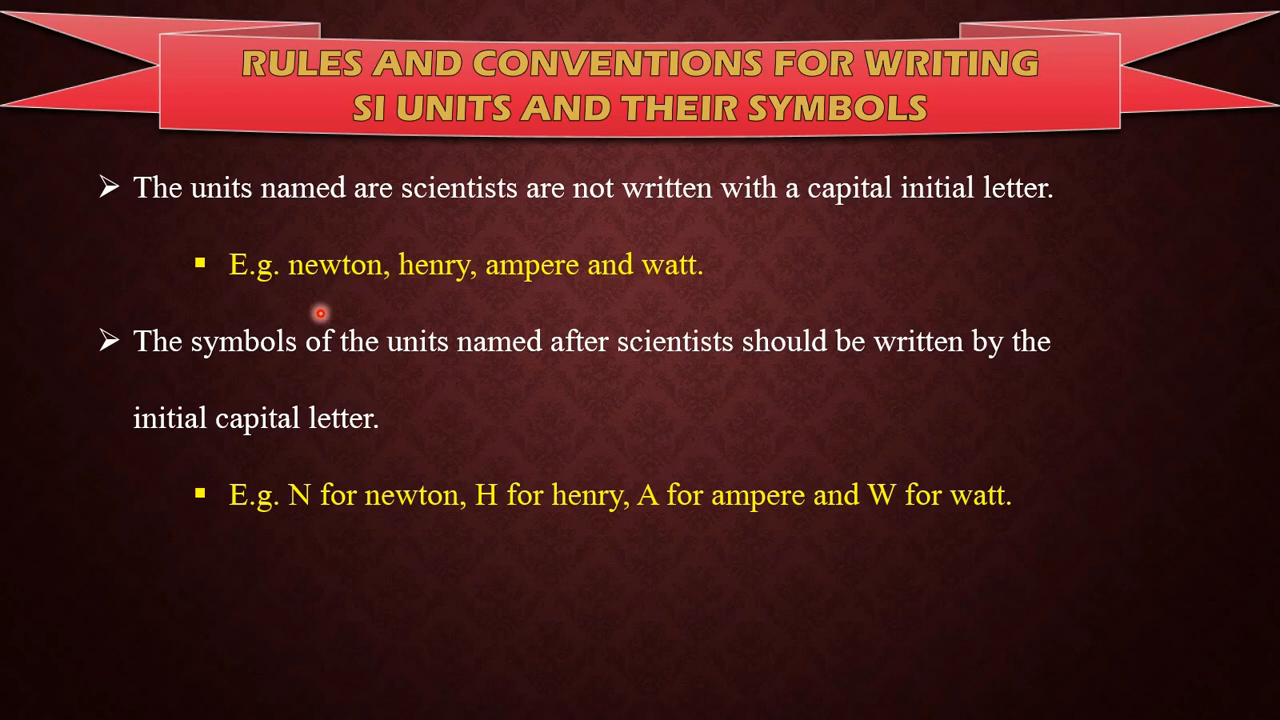 RULES AND CONVENTIONS FOR WRITING
SI UNITS AND THEIR SYMBOLS
The units named are scientists are not written with a capital initial letter.
E.g. newton, henry, ampere and watt.
The symbols of the units named after scientists should be written by the
initial capital letter.
E.g. N for newton, H for henry, A for ampere and W for watt.